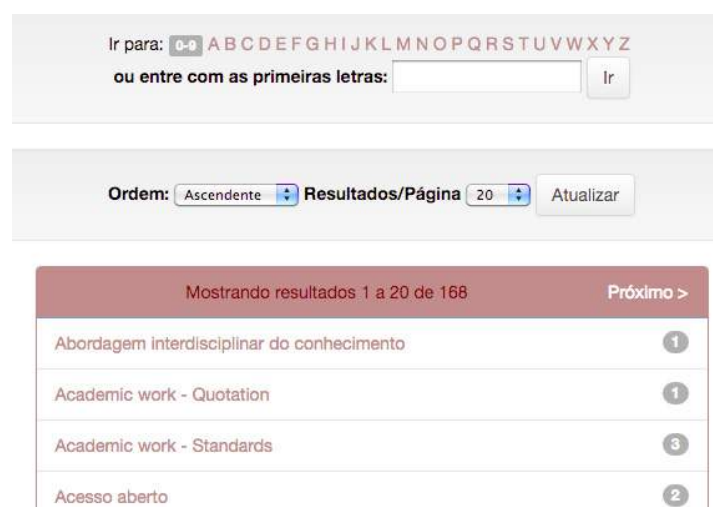 Ir para: 0-9 A B C D E F G H I J K L M N O P Q R S T U V W X Y Z
ou entre com as primeiras letras: Ir
Ordem: Ascendente Resultados/Página 20 Atualizar
Mostrando resultados 1 a 20 de 168 Próximo >
Abordagem interdisciplinar do conhecimento 1
Academic work - Quotation 1
Academic work - Standards 3
Acesso aberto 2